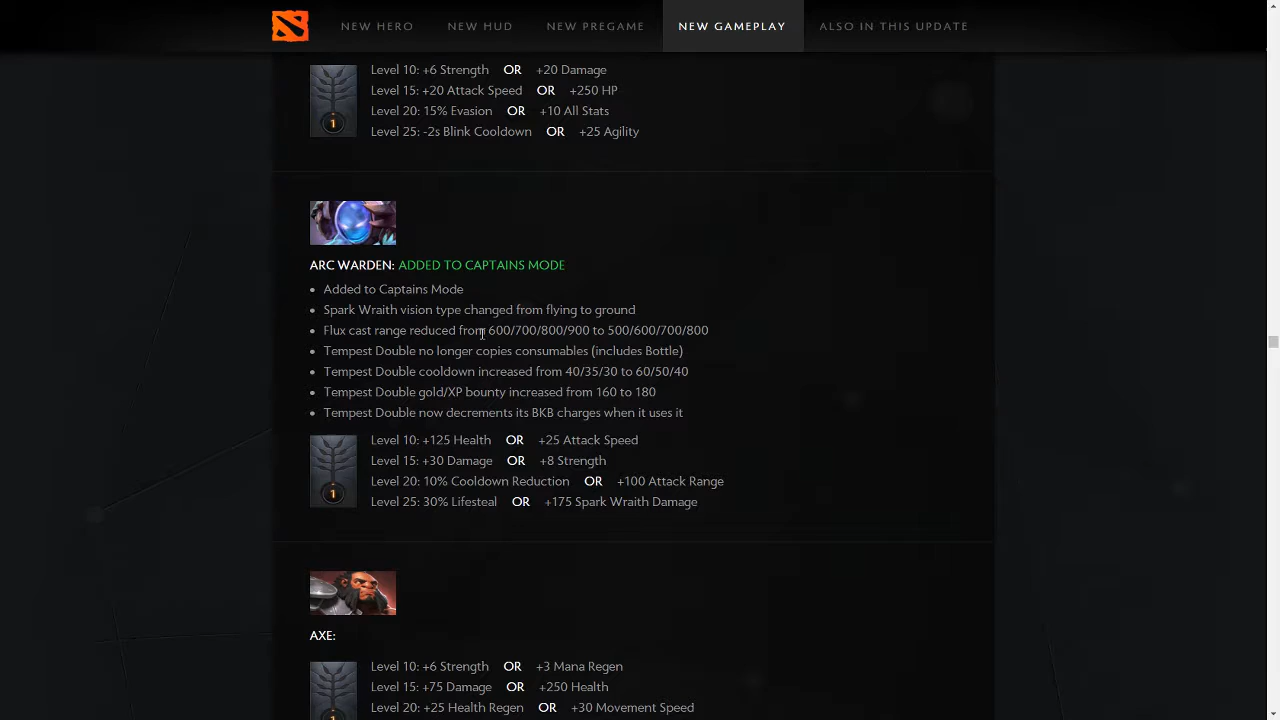 NEW HERO NEW HUD NEW PREGAME NEW GAMEPLAY ALSO IN THIS UPDATE
Level 10: +6 Strength OR +20 Damage
Level 15: +20 Attack Speed OR +250 HP
Level 20: 15% Evasion OR +10 All Stats
Level 25: -2s Blink Cooldown OR +25 Agility
1
ARC WARDEN: ADDED TO CAPTAINS MODE
Added to Captains Mode
Spark Wraith vision type changed from flying to ground
Flux cast range reduced from 600/700/800/900 to 500/600/700/800
Tempest Double no longer copies consumables (includes Bottle)
Tempest Double cooldown increased from 40/35/30 to 60/50/40
Tempest Double gold/XP bounty increased from 160 to 180
Tempest Double now decrements its BKB charges when it uses it
Level 10: +125 Health OR +25 Attack Speed
Level 15: +30 Damage OR +8 Strength
Level 20: 10% Cooldown Reduction OR +100 Attack Range
Level 25: 30% Lifesteal OR +175 Spark Wraith Damage
1
AXE:
Level 10: +6 Strength OR +3 Mana Regen
Level 15: +75 Damage OR +250 Health
Level 20: +25 Health Regen OR +30 Movement Speed
1